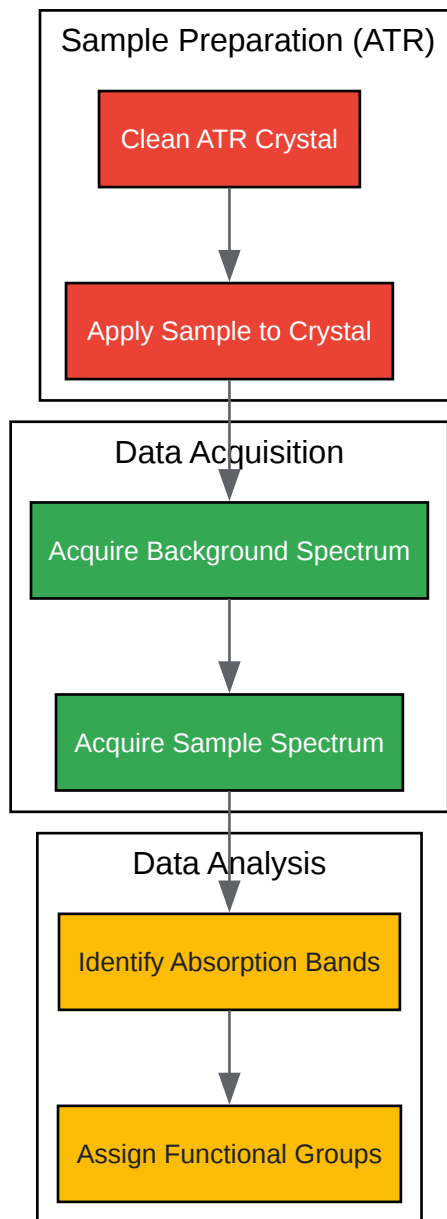 Sample Preparation (ATR)
Clean ATR Crystal
Apply Sample to Crystal
Data Acquisition
Acquire Background Spectrum
Acquire Sample Spectrum
Data Analysis
Identify Absorption Bands
Assign Functional Groups